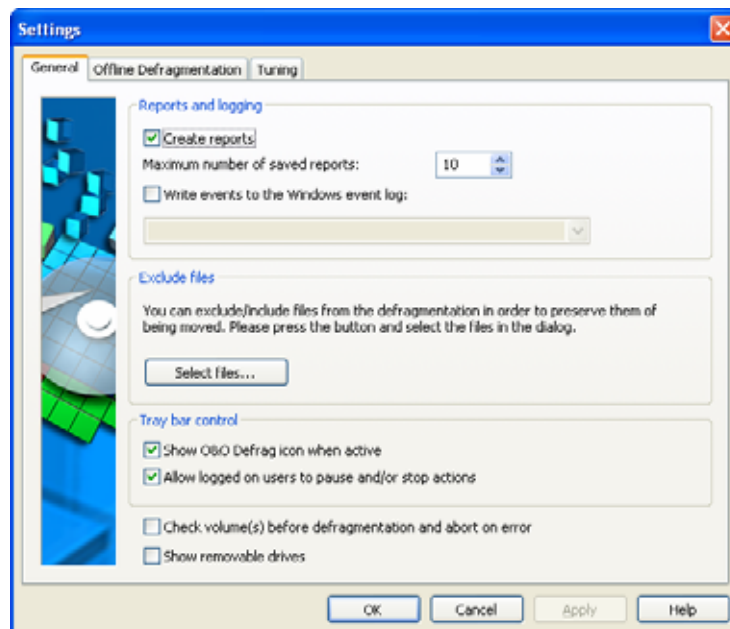 Settings
General
Offline Defragmentation
Tuning
Reports and logging
Create reports
Maximum number of saved reports:
10
Write events to the Windows event log:
Exclude files
You can exclude/include files from the defragmentation in order to preserve them of
being moved. Please press the button and select the files in the dialog.
Select files...
Tray bar control
Show O&O Defrag icon when active
Allow logged on users to pause and/or stop actions
Check volume(s) before defragmentation and abort on error
Show removable drives
OK
Cancel
Apply
Help